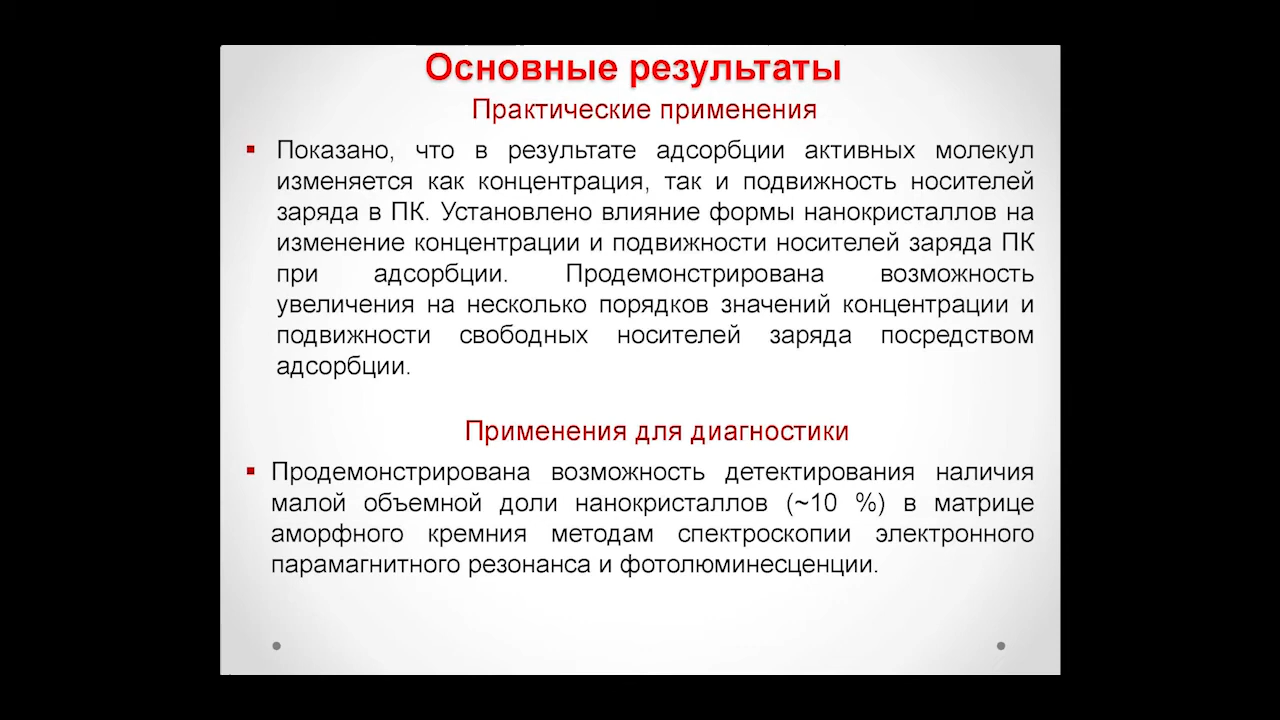 Основные результаты
Практические применения
▪ Показано, что в результате адсорбции активных молекул
изменяется как концентрация, так и подвижность носителей
заряда в ПК. Установлено влияние формы нанокристаллов на
изменение концентрации и подвижности носителей заряда ПК
при адсорбции. Продемонстрирована возможность
увеличения на несколько порядков значений концентрации и
подвижности свободных носителей заряда посредством
адсорбции.
Применения для диагностики
▪ Продемонстрирована возможность детектирования наличия
малой объемной доли нанокристаллов (~10 %) в матрице
аморфного кремния методам спектроскопии электронного
парамагнитного резонанса и фотолюминесценции.